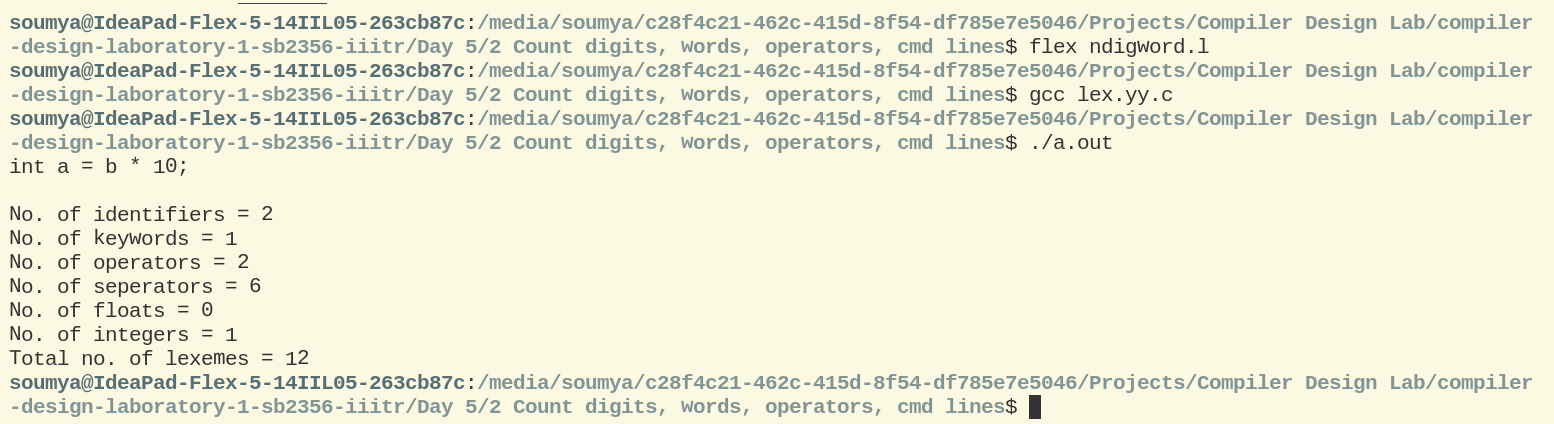 soumya@IdeaPad-Flex-5-14IIL05-263cb87c:/media/soumya/c28f4c21-462c-415d-8f54-df785e7e5046/Projects/Compiler Design Lab/compiler
-design-laboratory-1-sb2356-iiitr/Day 5/2 Count digits, words, operators, cmd lines$ flex ndigword.l
soumya@IdeaPad-Flex-5-14IIL05-263cb87c:/media/soumya/c28f4c21-462c-415d-8f54-df785e7e5046/Projects/Compiler Design Lab/compiler
-design-laboratory-1-sb2356-iiitr/Day 5/2 Count digits, words, operators, cmd lines$ gcc lex.yy.c
soumya@IdeaPad-Flex-5-14IIL05-263cb87c:/media/soumya/c28f4c21-462c-415d-8f54-df785e7e5046/Projects/Compiler Design Lab/compiler
-design-laboratory-1-sb2356-iiitr/Day 5/2 Count digits, words, operators, cmd lines$ ./a.out
int a = b * 10;

No. of identifiers = 2
No. of keywords = 1
No. of operators = 2
No. of seperators = 6
No. of floats = 0
No. of integers = 1
Total no. of lexemes = 12
soumya@IdeaPad-Flex-5-14IIL05-263cb87c:/media/soumya/c28f4c21-462c-415d-8f54-df785e7e5046/Projects/Compiler Design Lab/compiler
-design-laboratory-1-sb2356-iiitr/Day 5/2 Count digits, words, operators, cmd lines$